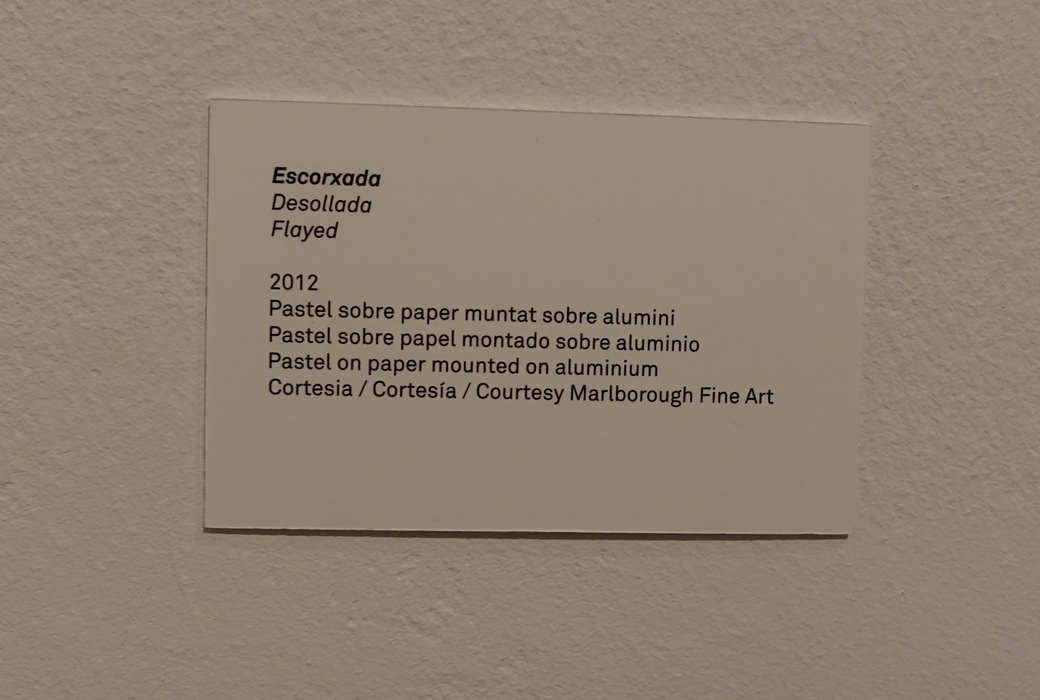 Escorxada
Desollada
Flayed
2012
Pastel sobre paper muntat sobre alumini
Pastel sobre papel montado sobre aluminio
Pastel on paper mounted on aluminium
Cortesia / Cortesía / Courtesy Marlborough Fine Art